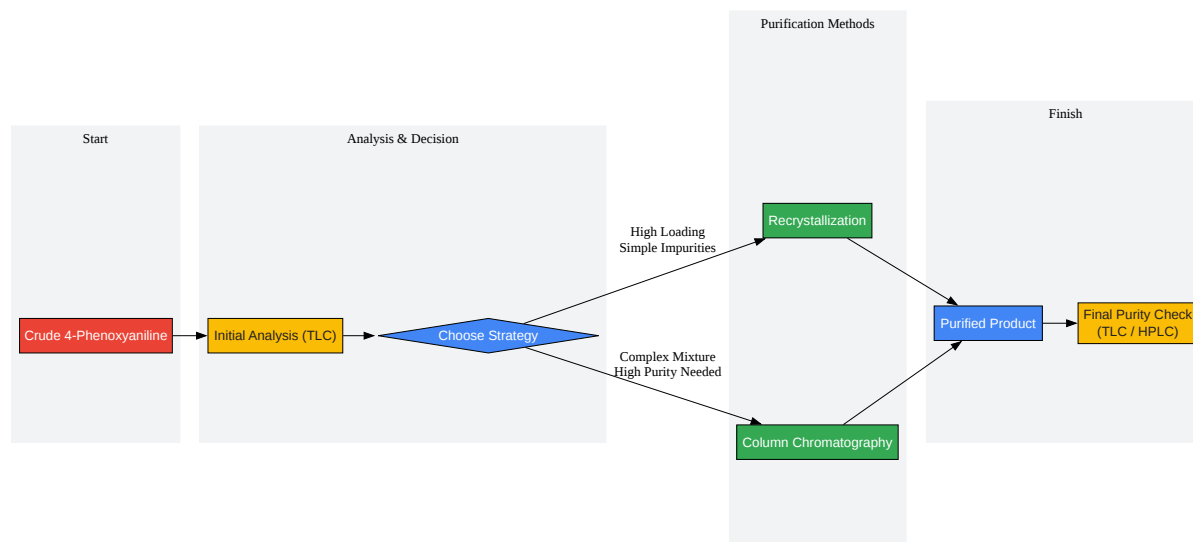 Purification Methods
Finish
Start
Analysis & Decision
Recrystallization
High Loading
Simple Impurities
Crude 4-Phenoxyaniline
Initial Analysis (TLC)
Choose Strategy
Purified Product
Final Purity Check
(TLC / HPLC)
Complex Mixture
High Purity Needed
Column Chromatography